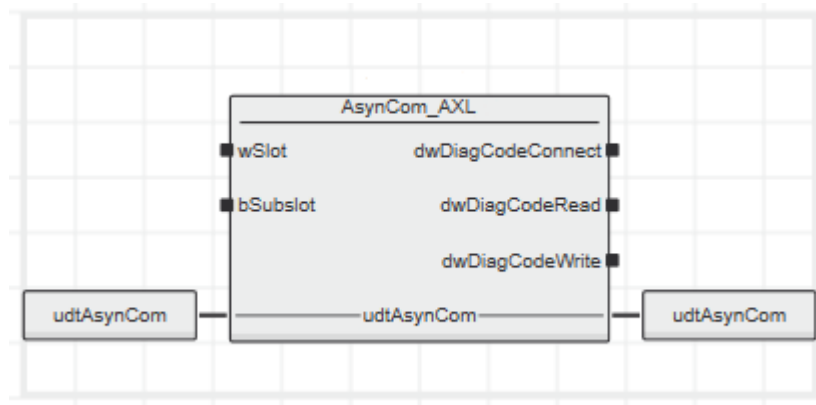 AsynCom_AXL
wSlot dwDiagCodeConnect
bSubslot dwDiagCodeRead
dwDiagCodeWrite
udtAsynCom udtAsynCom udtAsynCom